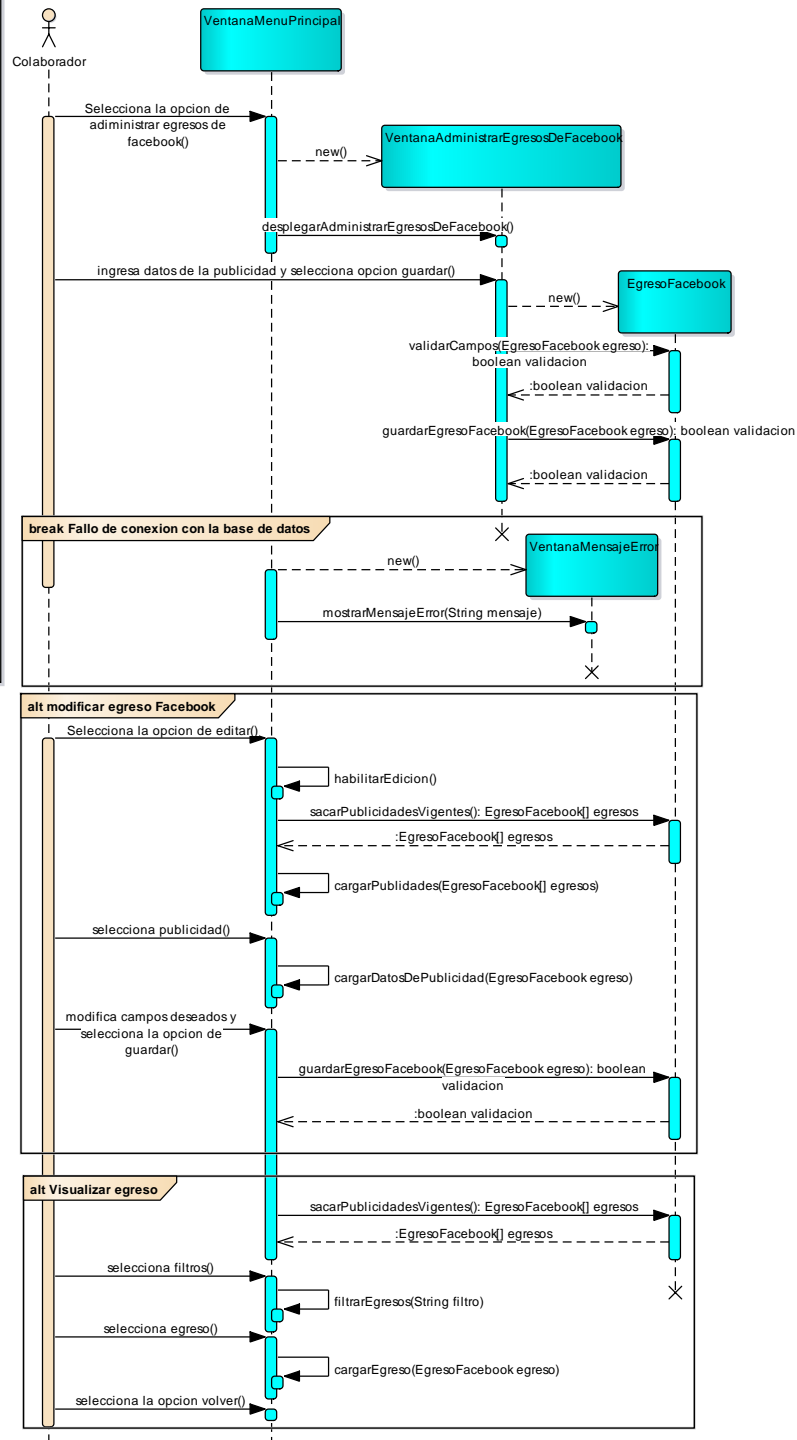 VentanaMenuPrincipal
Colaborador
Selecciona la opcion de
adiministrar egresos de
facebook()
VentanaAdministrarEgresosDeFacebook
new()
desplegarAdministrarEgresosDeFacebook()
ingresa datos de la publicidad y selecciona opcion guardar()
EgresoFacebook
new()
validarCampos(EgresoFacebook egreso):
boolean validacion
:boolean validacion
guardarEgresoFacebook(EgresoFacebook egreso): boolean validacion
:boolean validacion
break Fallo de conexion con la base de datos
VentanaMensajeError
new()
mostrarMensajeError(String mensaje)
alt modificar egreso Facebook
Selecciona la opcion de editar()
habilitarEdicion()
sacarPublicidadesVigentes(): EgresoFacebook[] egresos
:EgresoFacebook[] egresos
cargarPublidades(EgresoFacebook[] egresos)
selecciona publicidad()
cargarDatosDePublicidad(EgresoFacebook egreso)
modifica campos deseados y
selecciona la opcion de
guardar()
guardarEgresoFacebook(EgresoFacebook egreso): boolean
validacion
:boolean validacion
alt Visualizar egreso
sacarPublicidadesVigentes(): EgresoFacebook[] egresos
:EgresoFacebook[] egresos
selecciona filtros()
filtrarEgresos(String filtro)
selecciona egreso()
cargarEgreso(EgresoFacebook egreso)
selecciona la opcion volver()